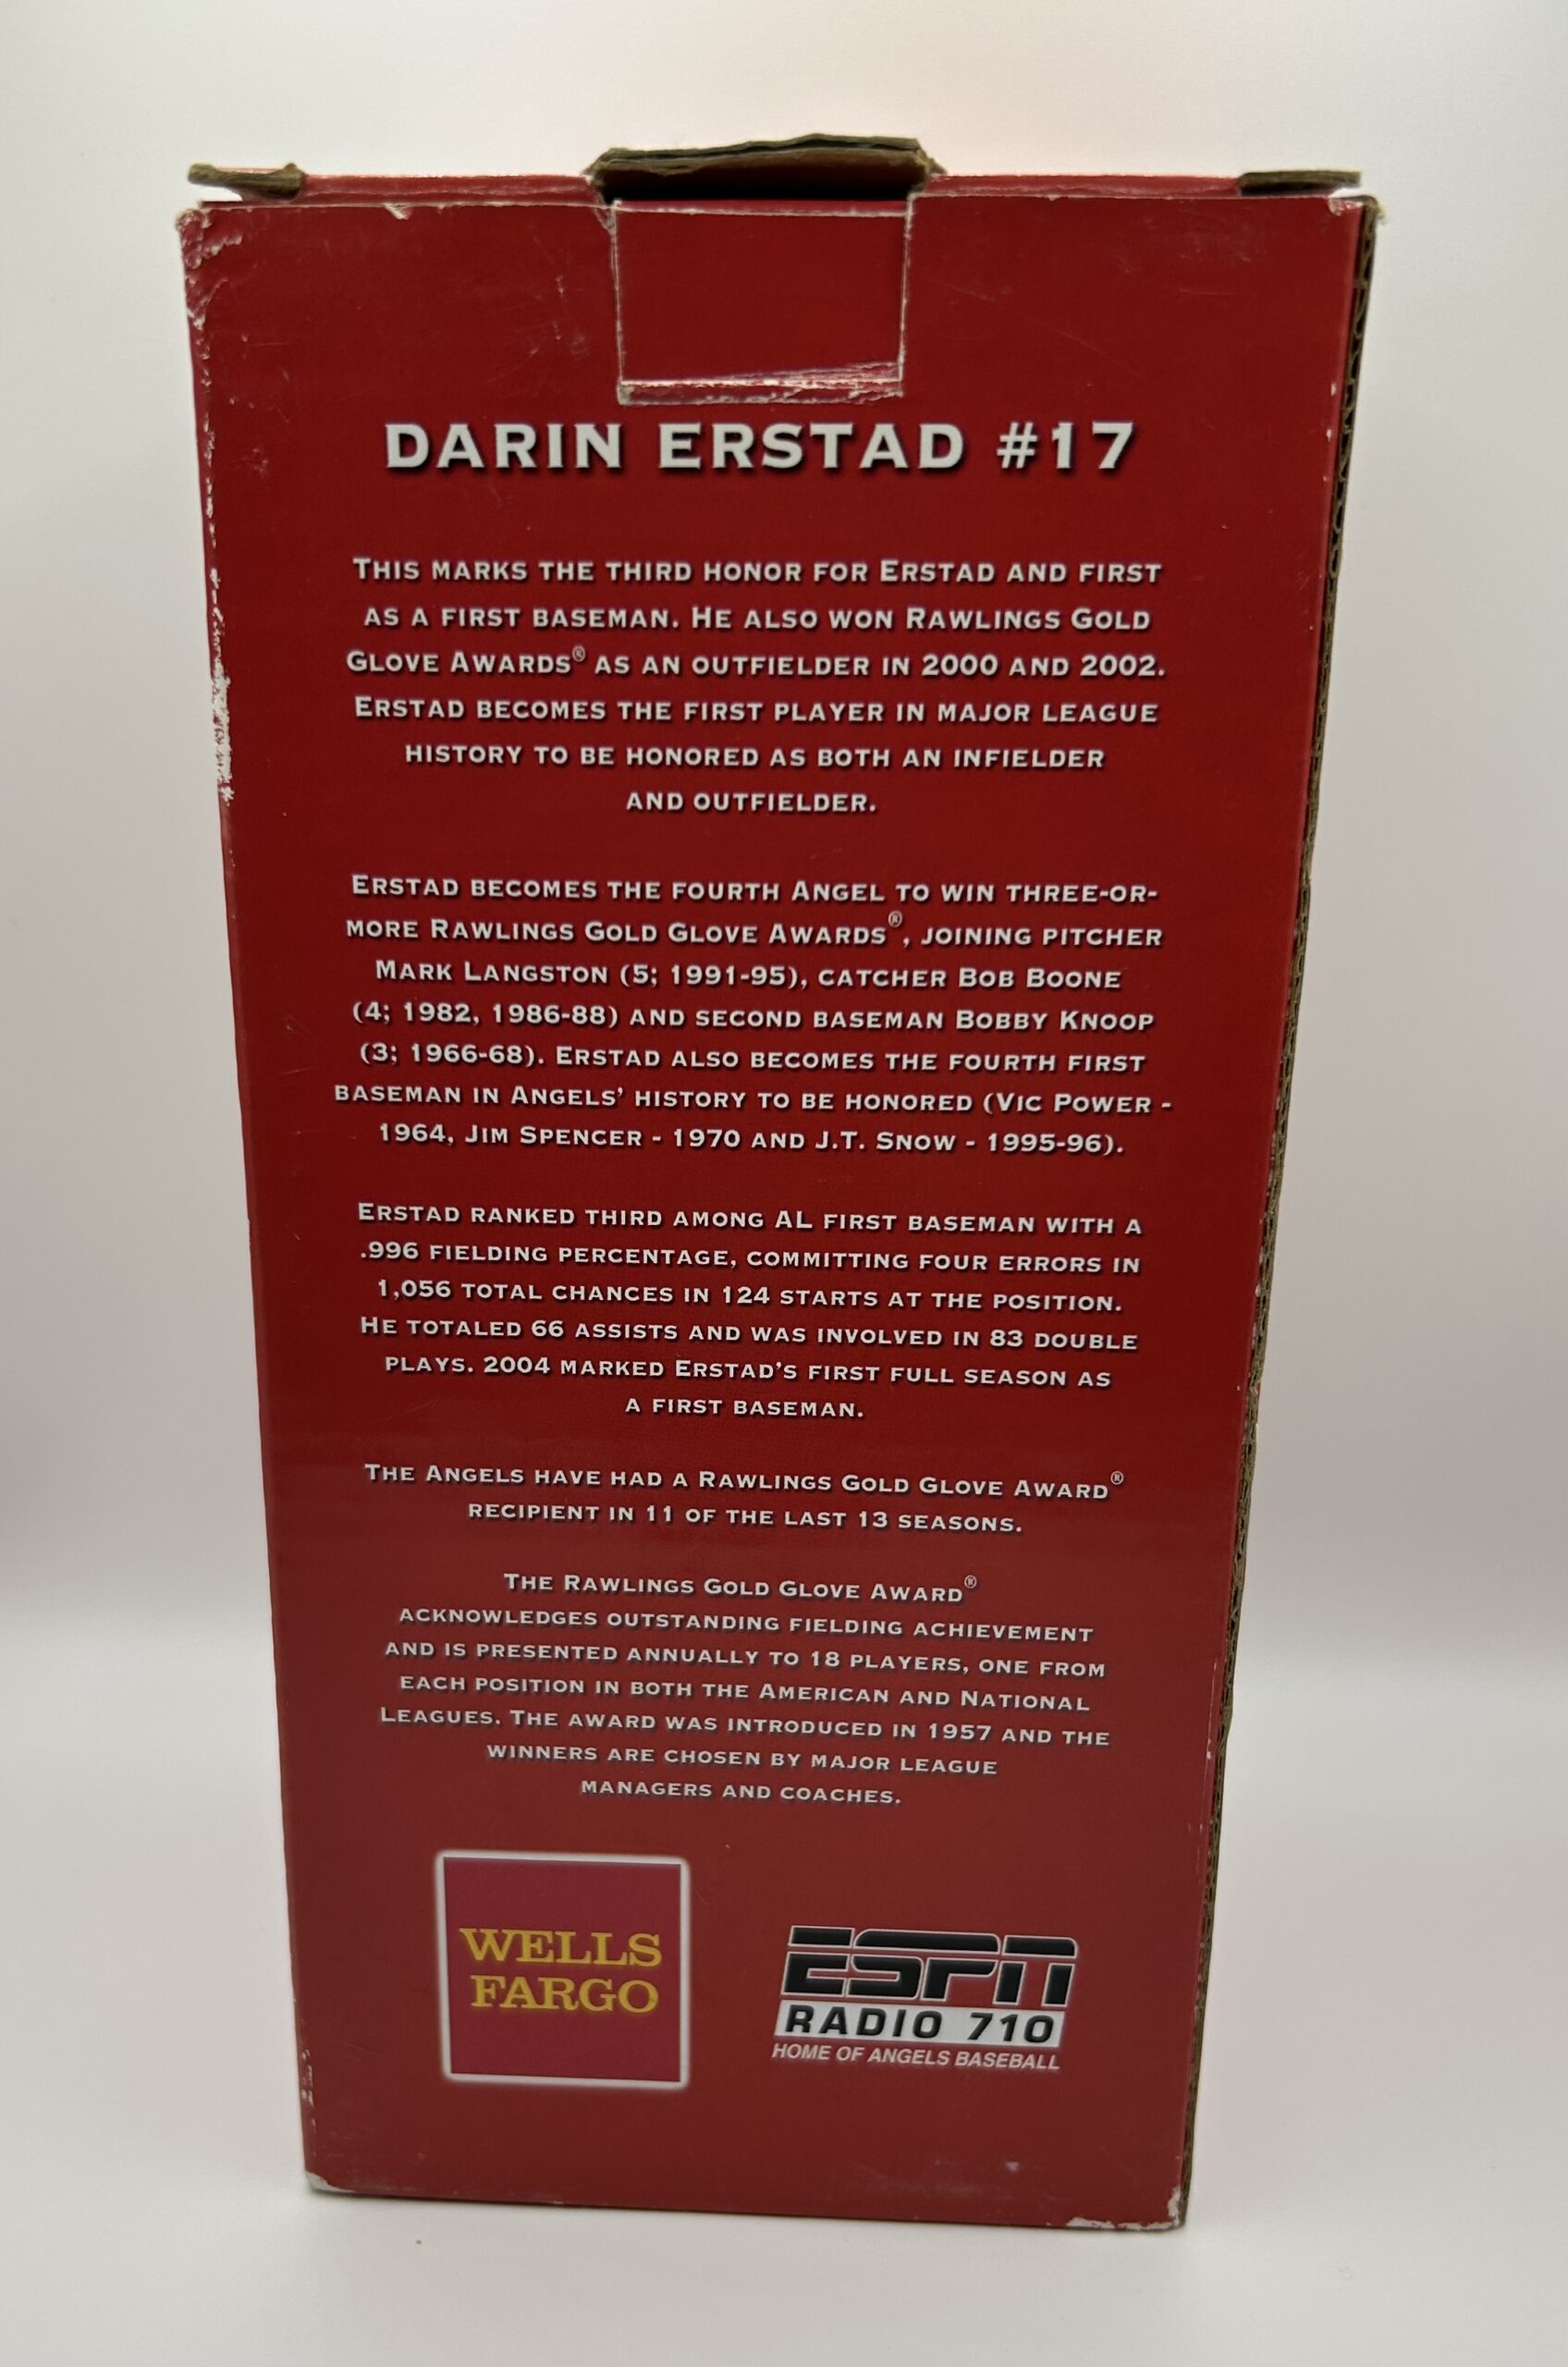 DARIN ERSTAD #17
THIS MARKS THE THIRD HONOR FOR ERSTAD AND FIRST
AS A FIRST BASEMAN. HE ALSO WON RAWLINGS GOLD
GLOVE AWARDS® AS AN OUTFIELDER IN 2000 AND 2002.
ERSTAD BECOMES THE FIRST PLAYER IN MAJOR LEAGUE
HISTORY TO BE HONORED AS BOTH AN INFIELDER
AND OUTFIELDER.
ERSTAD BECOMES THE FOURTH ANGEL TO WIN THREE-OR-
MORE RAWLINGS GOLD GLOVE AWARDS®, JOINING PITCHER
MARK LANGSTON (5; 1991-95), CATCHER BOB BOONE
(4; 1982, 1986-88) AND SECOND BASEMAN BOBBY KNOOP
(3; 1966-68). ERSTAD ALSO BECOMES THE FOURTH FIRST
BASEMAN IN ANGELS' HISTORY TO BE HONORED (VIC POWER -
1964, JIM SPENCER - 1970 AND J.T. SNOW - 1995-96).
ERSTAD RANKED THIRD AMONG AL FIRST BASEMAN WITH A
.996 FIELDING PERCENTAGE, COMMITTING FOUR ERRORS IN
1,056 TOTAL CHANCES IN 124 STARTS AT THE POSITION.
HE TOTALED 66 ASSISTS AND WAS INVOLVED IN 83 DOUBLE
PLAYS. 2004 MARKED ERSTAD'S FIRST FULL SEASON AS
A FIRST BASEMAN.
THE ANGELS HAVE HAD A RAWLINGS GOLD GLOVE AWARD®
RECIPIENT IN 11 OF THE LAST 13 SEASONS.
THE RAWLINGS GOLD GLOVE AWARD®
ACKNOWLEDGES OUTSTANDING FIELDING ACHIEVEMENT
AND IS PRESENTED ANNUALLY TO 18 PLAYERS, ONE FROM
EACH POSITION IN BOTH THE AMERICAN AND NATIONAL
LEAGUES. THE AWARD WAS INTRODUCED IN 1957 AND THE
WINNERS ARE CHOSEN BY MAJOR LEAGUE
MANAGERS AND COACHES.
WELLS
FARGO
ESPN
RADIO 710
HOME OF ANGELS BASEBALL